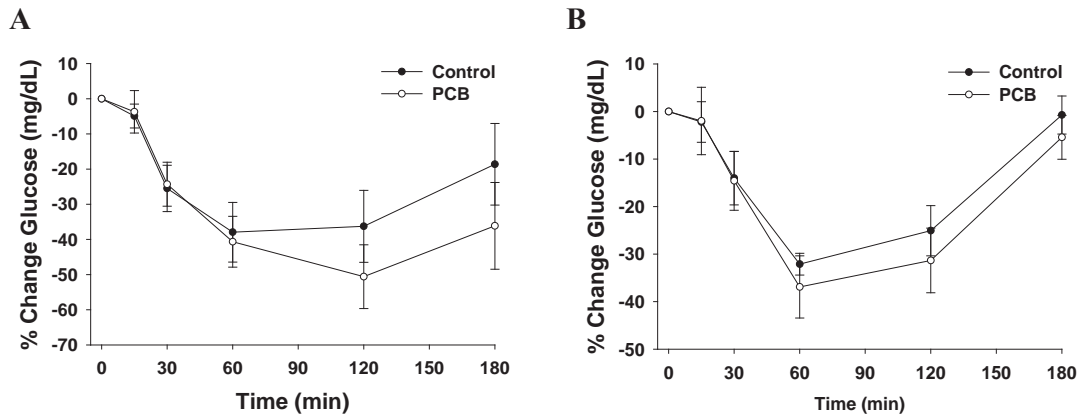 A
% Change Glucose (mg/dL)
10
0
-10
-20
-30
-40
-50
-60
-70
Control
PCB
0 30 60 90 120 150 180
Time (min)
B
% Change Glucose (mg/dL)
10
0
-10
-20
-30
-40
-50
Control
PCB
0 30 60 90 120 150 180
Time (min)